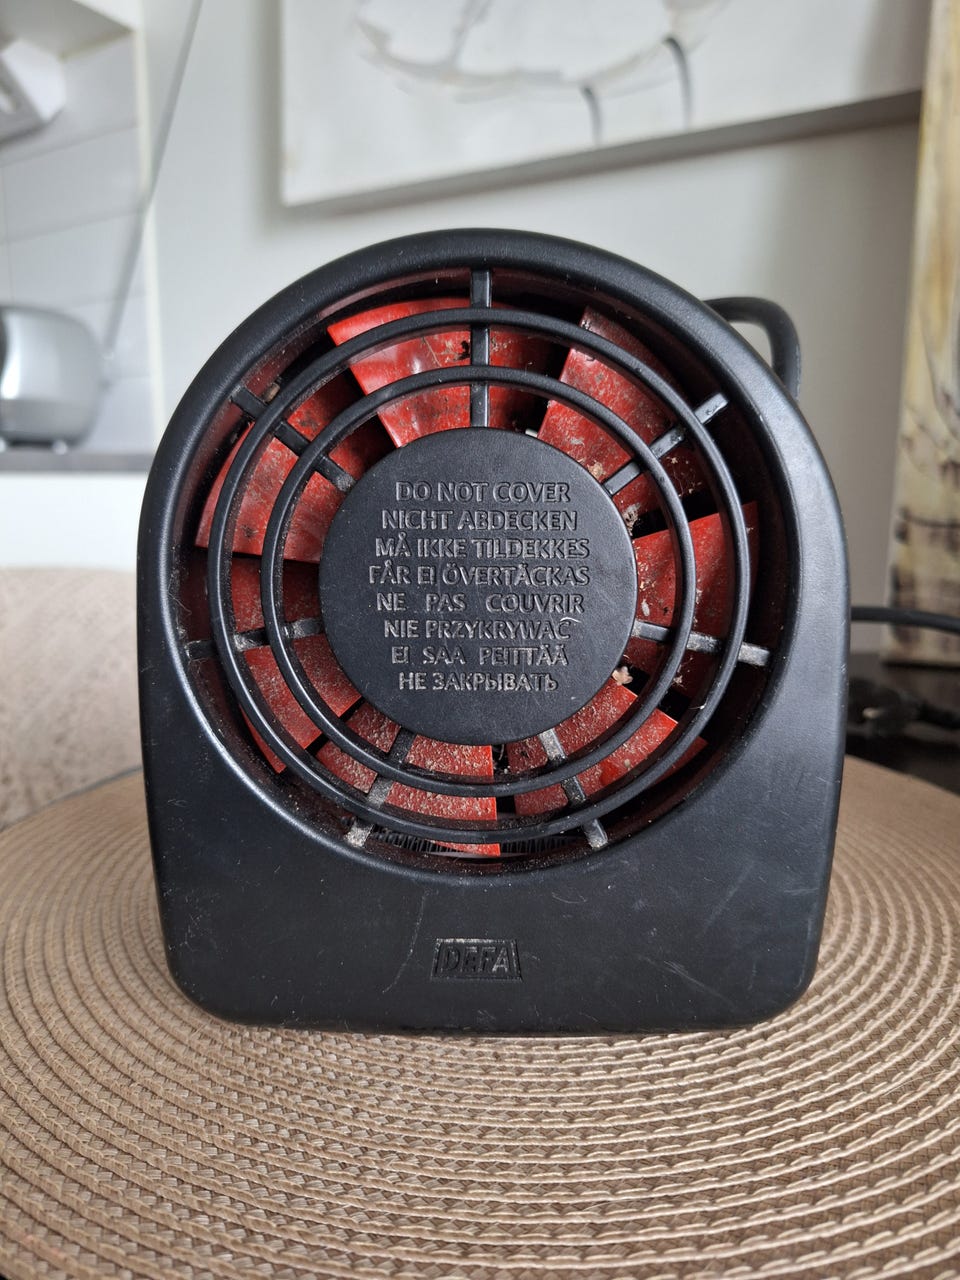 DO NOT COVER
NICHT ABDECKEN
MÅ IKKE TILDEKKES
FÅR EJ ÖVERTÄCKAS
NE PAS COUVRIR
NIE PRZYKRYWAĆ
EI SAA PEITTÄÄ
НЕ ЗАКРЫВАТЬ
DEFA